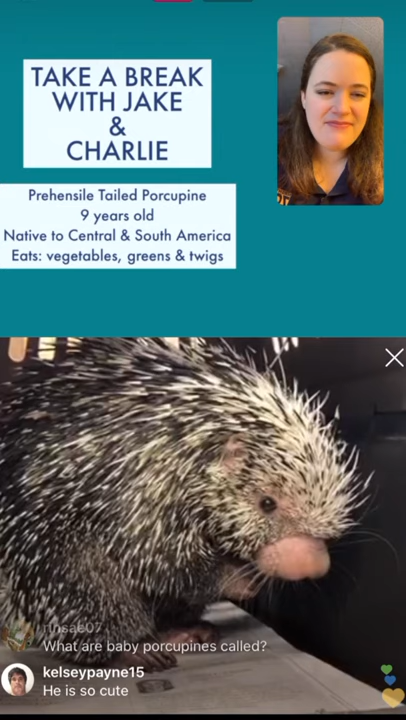 TAKE A BREAK
WITH JAKE
&
CHARLIE
Prehensile Tailed Porcupine
9 years old
Native to Central & South America
Eats: vegetables, greens & twigs
What are baby porcupines called?
kelseypayne15
He is so cute